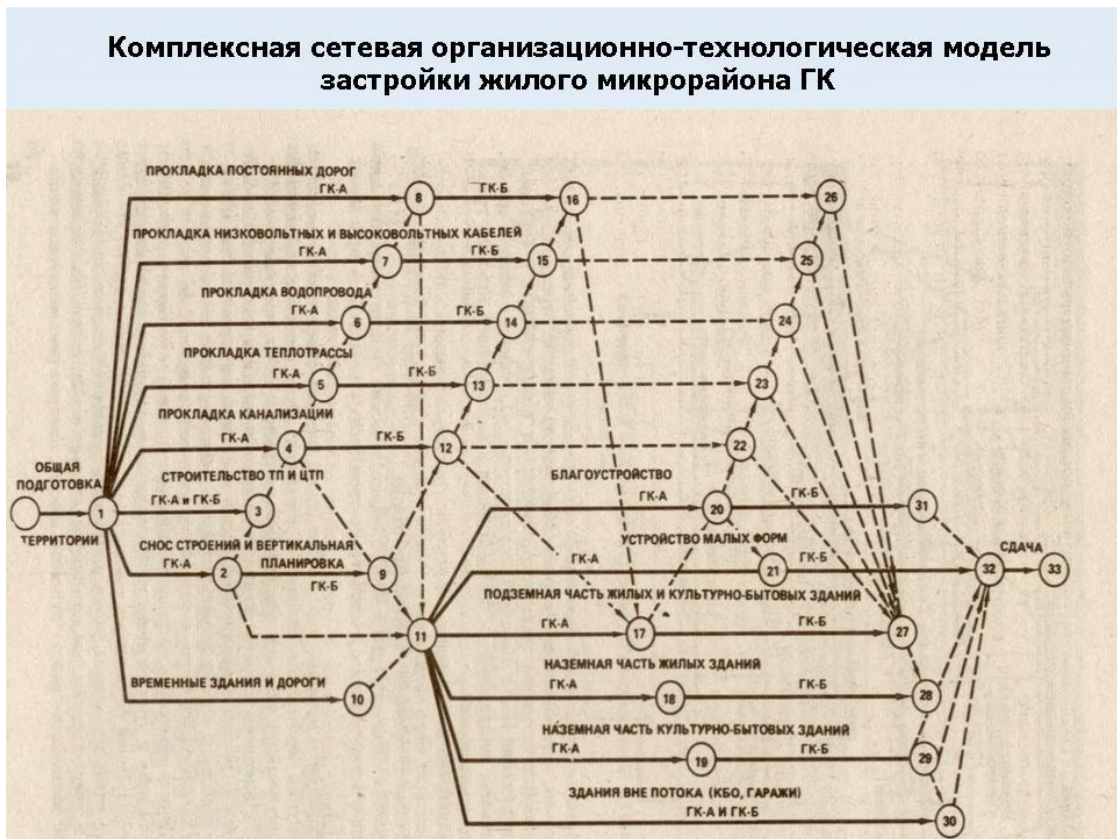 Комплексная сетевая организационно-технологическая модель
застройки жилого микрорайона ГК
ПРОКЛАДКА ПОСТОЯННЫХ ДОРОГ
ГК-А
8
ГК-Б
16
26
ПРОКЛАДКА НИЗКОВОЛЬТНЫХ И ВЫСОКОВОЛЬТНЫХ КАБЕЛЕЙ
ГК-А
7
ГК-Б
15
25
ПРОКЛАДКА ВОДОПРОВОДА
ГК-А
6
ГК-Б
14
24
ПРОКЛАДКА ТЕПЛОТРАССЫ
ГК-А
5
ГК-Б
13
23
ПРОКЛАДКА КАНАЛИЗАЦИИ
ГК-А
4
ГК-Б
12
22
ОБЩАЯ
ПОДГОТОВКА
ТЕРРИТОРИИ
1
СТРОИТЕЛЬСТВО ТП И ЦТП
ГК-А и ГК-Б
3
БЛАГОУСТРОЙСТВО
ГК-А
20
ГК-Б
31
СНОС СТРОЕНИЙ И ВЕРТИКАЛЬНАЯ
ПЛАНИРОВКА
ГК-А
2
ГК-Б
9
УСТРОЙСТВО МАЛЫХ ФОРМ
ГК-А
21
ГК-Б
32
СДАЧА
33
ПОДЗЕМНАЯ ЧАСТЬ ЖИЛЫХ И КУЛЬТУРНО-БЫТОВЫХ ЗДАНИЙ
11
ГК-А
17
ГК-Б
27
ВРЕМЕННЫЕ ЗДАНИЯ И ДОРОГИ
10
НАЗЕМНАЯ ЧАСТЬ ЖИЛЫХ ЗДАНИЙ
ГК-А
18
ГК-Б
28
НАЗЕМНАЯ ЧАСТЬ КУЛЬТУРНО-БЫТОВЫХ ЗДАНИЙ
ГК-А
19
ГК-Б
29
ЗДАНИЯ ВНЕ ПОТОКА (КБО, ГАРАЖИ)
ГК-А И ГК-Б
30